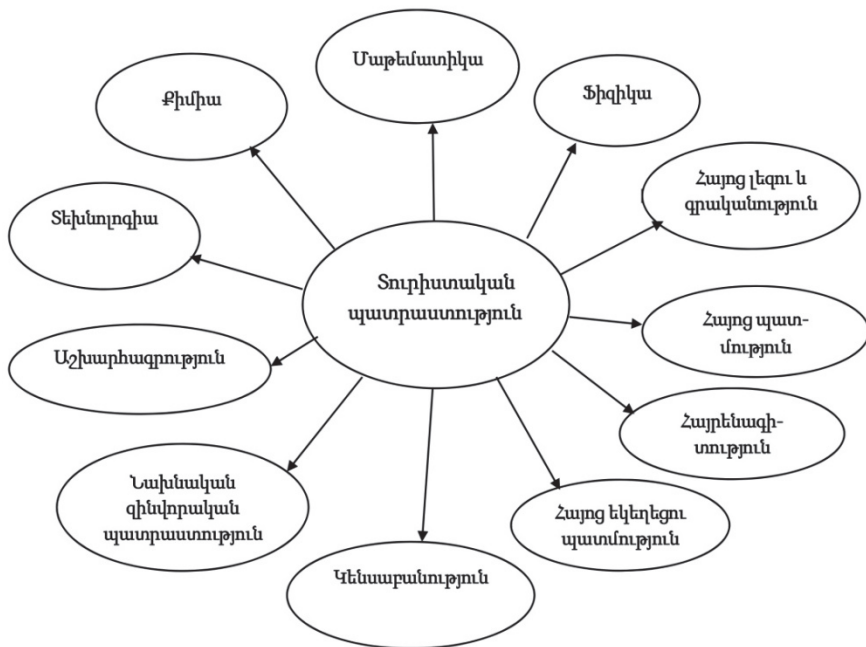 Մաթեմատիկա
Ֆիզիկա
Քիմիա
Հայոց լեզու և
գրականություն
Տեխնոլոգիա
Տուրիստական
պատրաստություն
Հայոց պատ-
մություն
Աշխարհագրություն
Հայրենագի-
տություն
Նախնական
զինվորական
պատրաստություն
Հայոց եկեղեցու
պատմություն
Կենսաբանություն